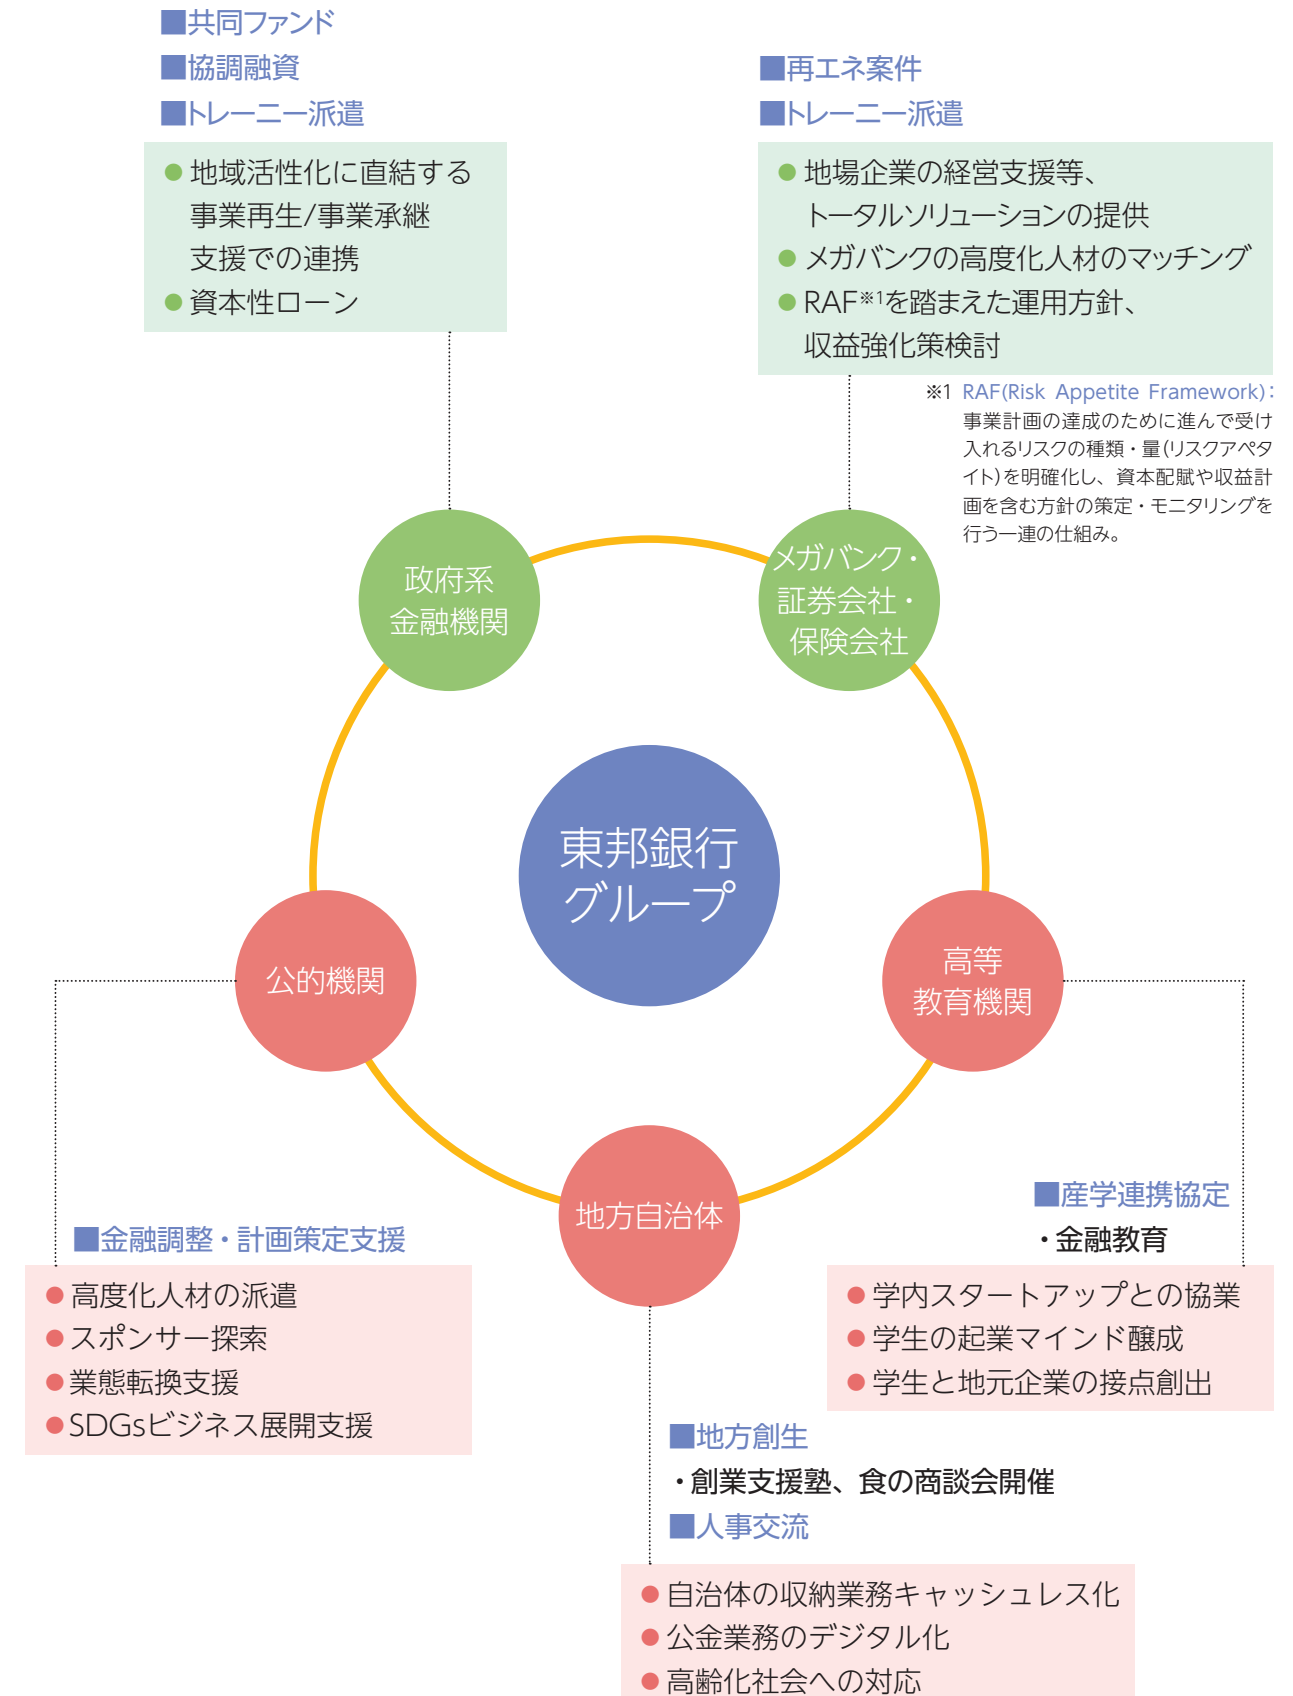 ■共同ファンド
■協調融資
■トレーニー派遣
●地域活性化に直結する
事業再生/事業承継
支援での連携
●資本性ローン
■再エネ案件
■トレーニー派遣
●地場企業の経営支援等、
トータルソリューションの提供
●メガバンクの高度化人材のマッチング
●RAF※1を踏まえた運用方針、
収益強化策検討
※1 RAF(Risk Appetite Framework)：
事業計画の達成のために進んで受け
入れるリスクの種類・量(リスクアペタ
イト)を明確化し、資本配賦や収益計
画を含む方針の策定・モニタリングを
行う一連の仕組み。
政府系
金融機関
メガバンク・
証券会社・
保険会社
東邦銀行
グループ
公的機関
高等
教育機関
地方自治体
■金融調整・計画策定支援
●高度化人材の派遣
●スポンサー探索
●業態転換支援
●SDGsビジネス展開支援
■産学連携協定
・金融教育
●学内スタートアップとの協業
●学生の起業マインド醸成
●学生と地元企業の接点創出
■地方創生
・創業支援塾、食の商談会開催
■人事交流
●自治体の収納業務キャッシュレス化
●公金業務のデジタル化
●高齢化社会への対応